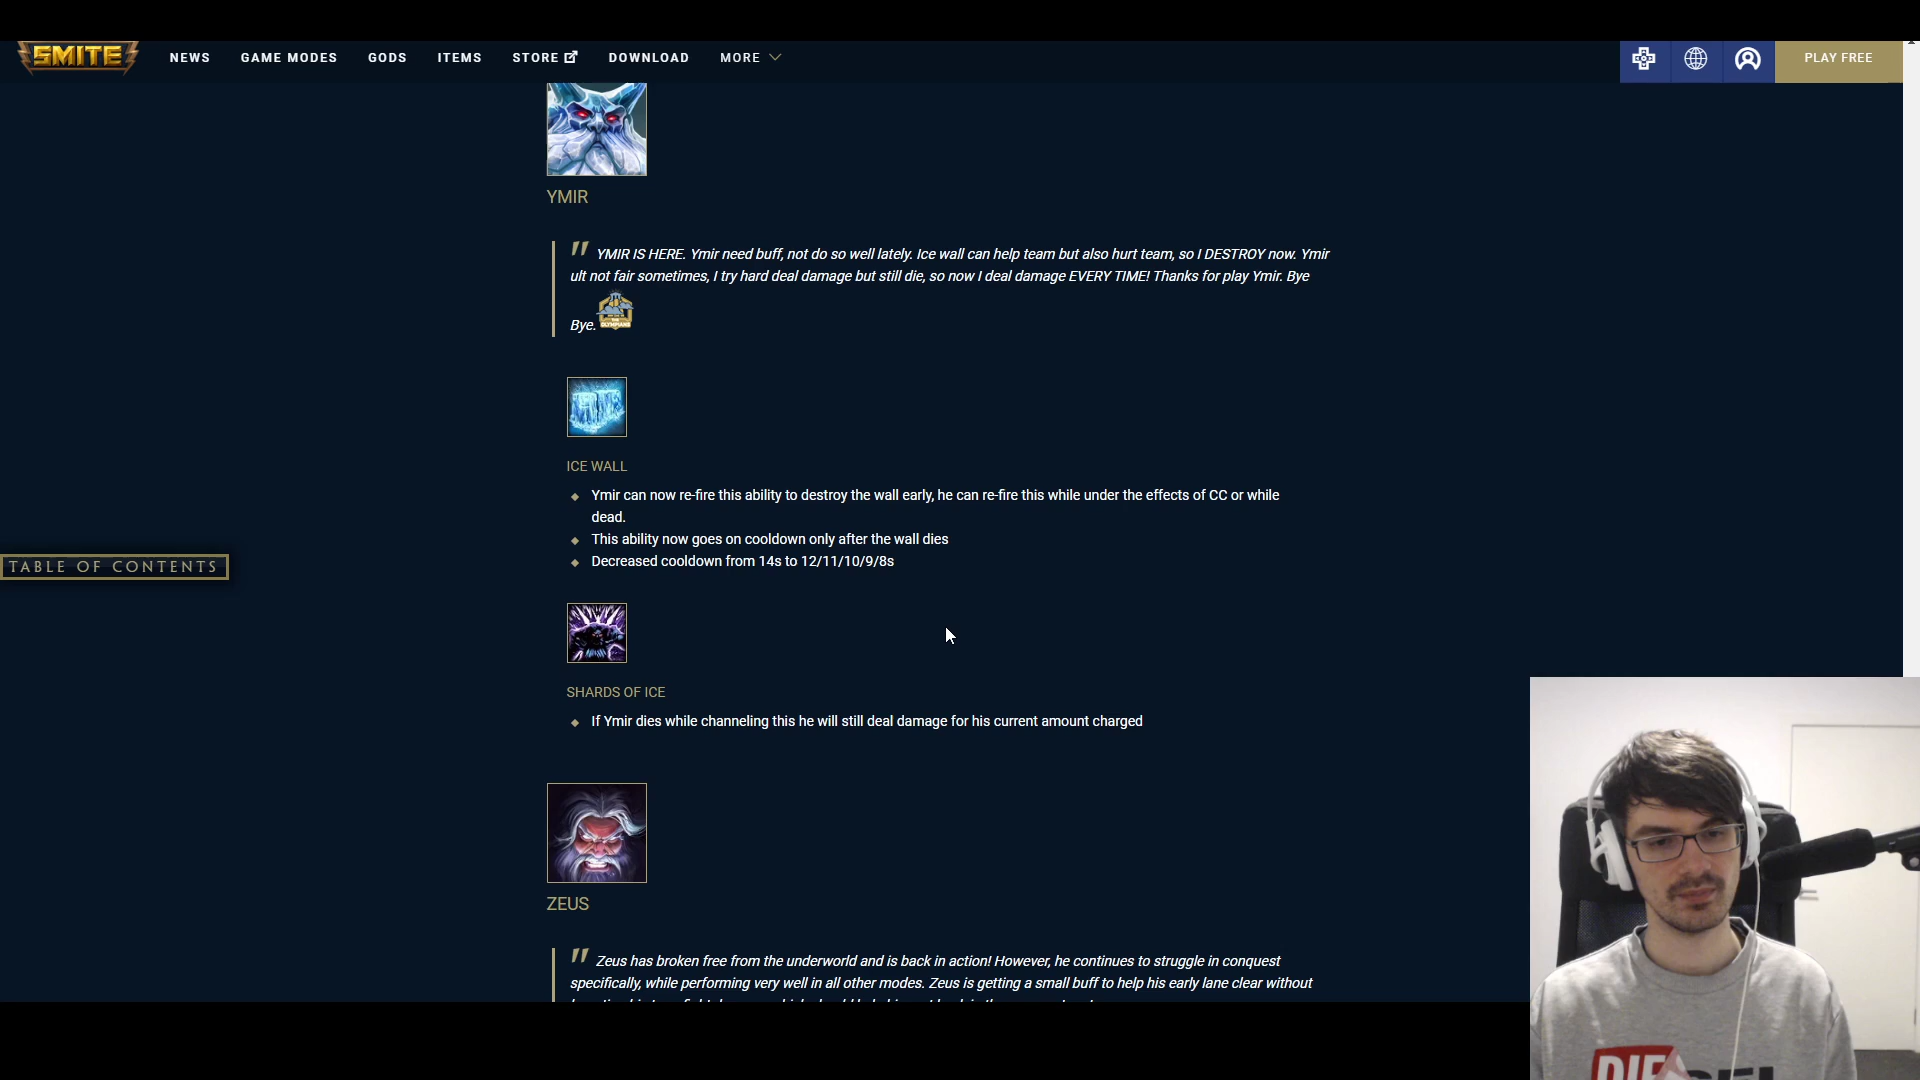 SMITE NEWS GAME MODES GODS ITEMS STORE DOWNLOAD MORE PLAY FREE
YMIR
" YMIR IS HERE. Ymir need buff, not do so well lately. Ice wall can help team but also hurt team, so I DESTROY now. Ymir
ult not fair sometimes, I try hard deal damage but still die, so now I deal damage EVERY TIME! Thanks for play Ymir. Bye
OLYMPIANS
Bye.
ICE WALL
Ymir can now re-fire this ability to destroy the wall early, he can re-fire this while under the effects of CC or while
dead.
This ability now goes on cooldown only after the wall dies
TABLE OF CONTENTS
Decreased cooldown from 14s to 12/11/10/9/8s
SHARDS OF ICE
If Ymir dies while channeling this he will still deal damage for his current amount charged
ZEUS
" Zeus has broken free from the underworld and is back in action! However, he continues to struggle in conquest
specifically, while performing very well in all other modes. Zeus is getting a small buff to help his early lane clear without